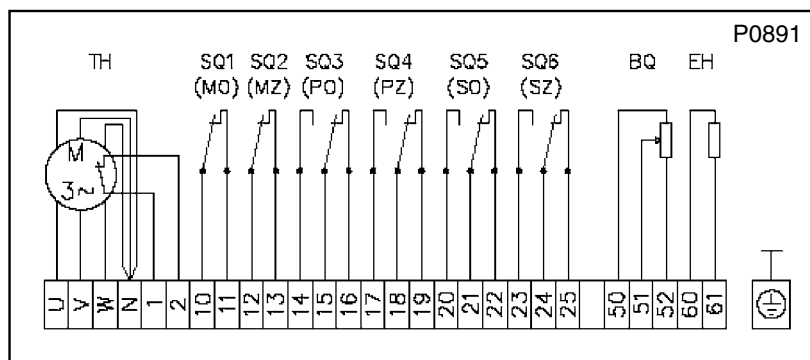 P0891
TH SQ1 SQ2 SQ3 SQ4 SQ5 SQ6 BQ EH
(MO) (MZ) (PO) (PZ) (SO) (SZ)
M
3~
U V W N 1 2 10 11 12 13 14 15 16 17 18 19 20 21 22 23 24 25 50 51 52 60 61